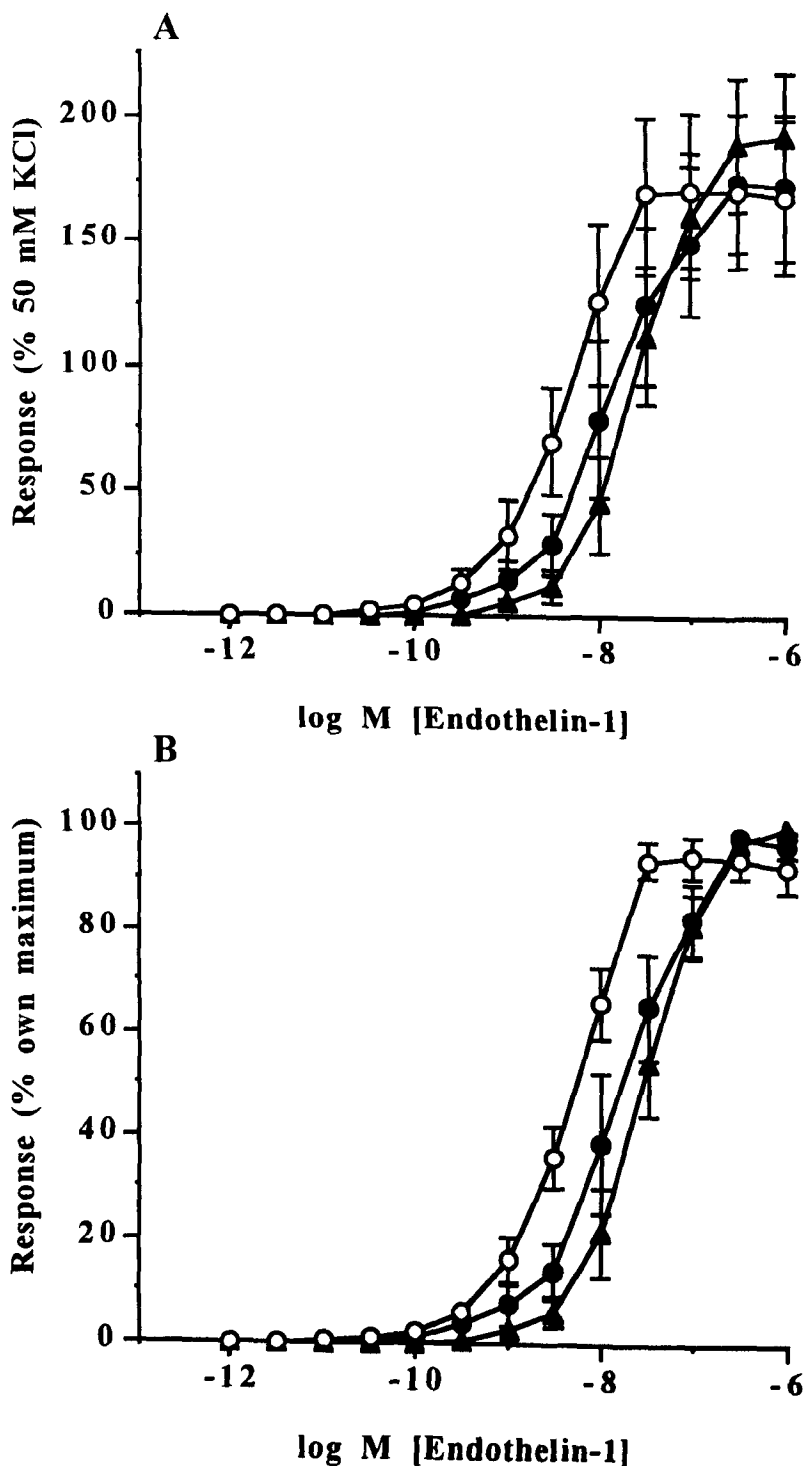 A
Response (% 50 mM KCl)
200
150
100
50
0
-12 -10 -8 -6
log M [Endothelin-1]
B
Response (% own maximum)
100
80
60
40
20
0
-12 -10 -8 -6
log M [Endothelin-1]